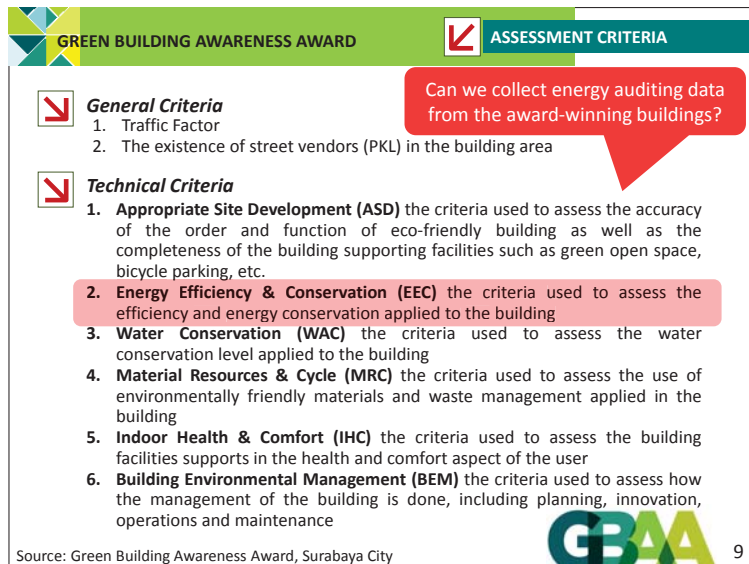 GREEN BUILDING AWARENESS AWARD
ASSESSMENT CRITERIA
Can we collect energy auditing data
from the award-winning buildings?
General Criteria
1. Traffic Factor
2. The existence of street vendors (PKL) in the building area
Technical Criteria
1. Appropriate Site Development (ASD) the criteria used to assess the accuracy
of the order and function of eco-friendly building as well as the
completeness of the building supporting facilities such as green open space,
bicycle parking, etc.
2. Energy Efficiency & Conservation (EEC) the criteria used to assess the
efficiency and energy conservation applied to the building
3. Water Conservation (WAC) the criteria used to assess the water
conservation level applied to the building
4. Material Resources & Cycle (MRC) the criteria used to assess the use of
environmentally friendly materials and waste management applied in the
building
5. Indoor Health & Comfort (IHC) the criteria used to assess the building
facilities supports in the health and comfort aspect of the user
6. Building Environmental Management (BEM) the criteria used to assess how
the management of the building is done, including planning, innovation,
operations and maintenance
GBAA
Source: Green Building Awareness Award, Surabaya City
9